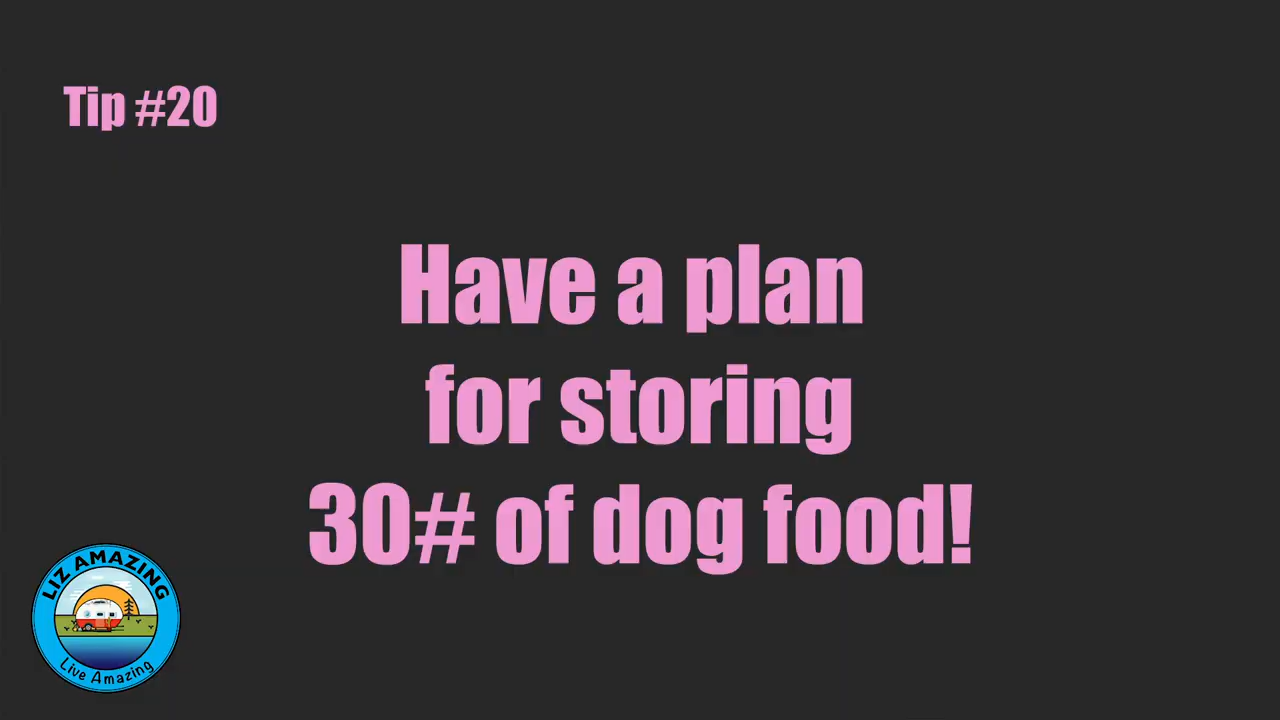 Tip #20
Have a plan
for storing
30# of dog food!
LIZ AMAZING
Live Amazing